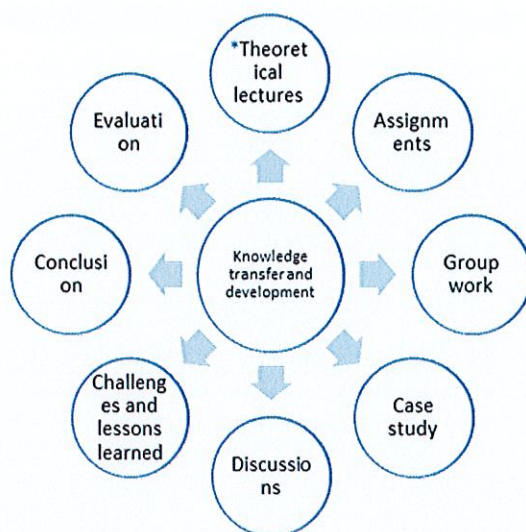 *Theoret
ical
lectures
Assignm
ents
Group
work
Case
study
Discussio
ns
Challeng
es and
lessons
learned
Conclusi
on
Evaluati
on
Knowledge
transfer and
development